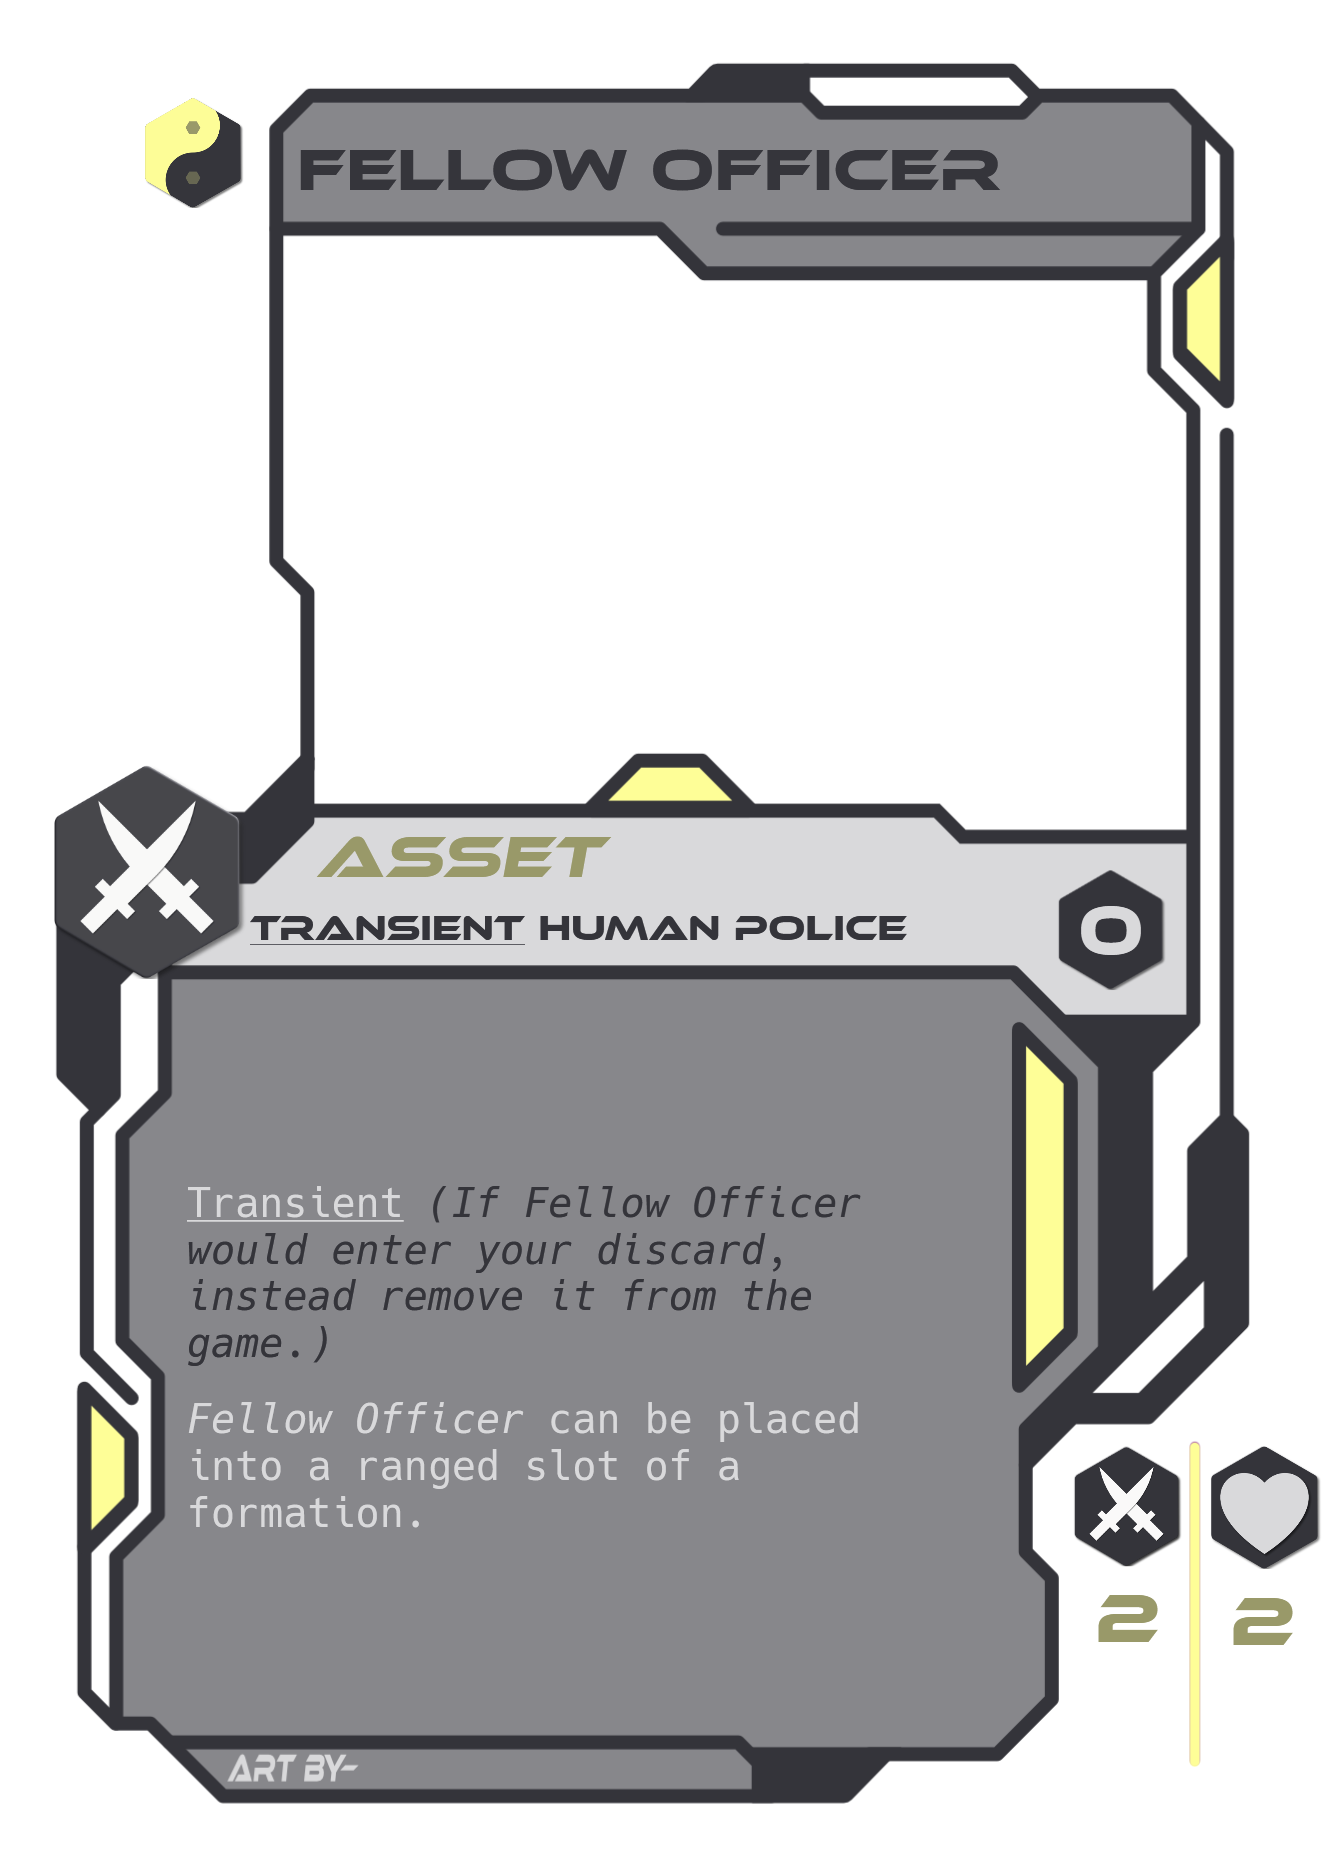 FELLOW OFFICER
ASSET
TRANSIENT HUMAN POLICE
0
Transient (If Fellow Officer
would enter your discard,
instead remove it from the
game.)
Fellow Officer can be placed
into a ranged slot of a
formation.
2
2
ART BY-